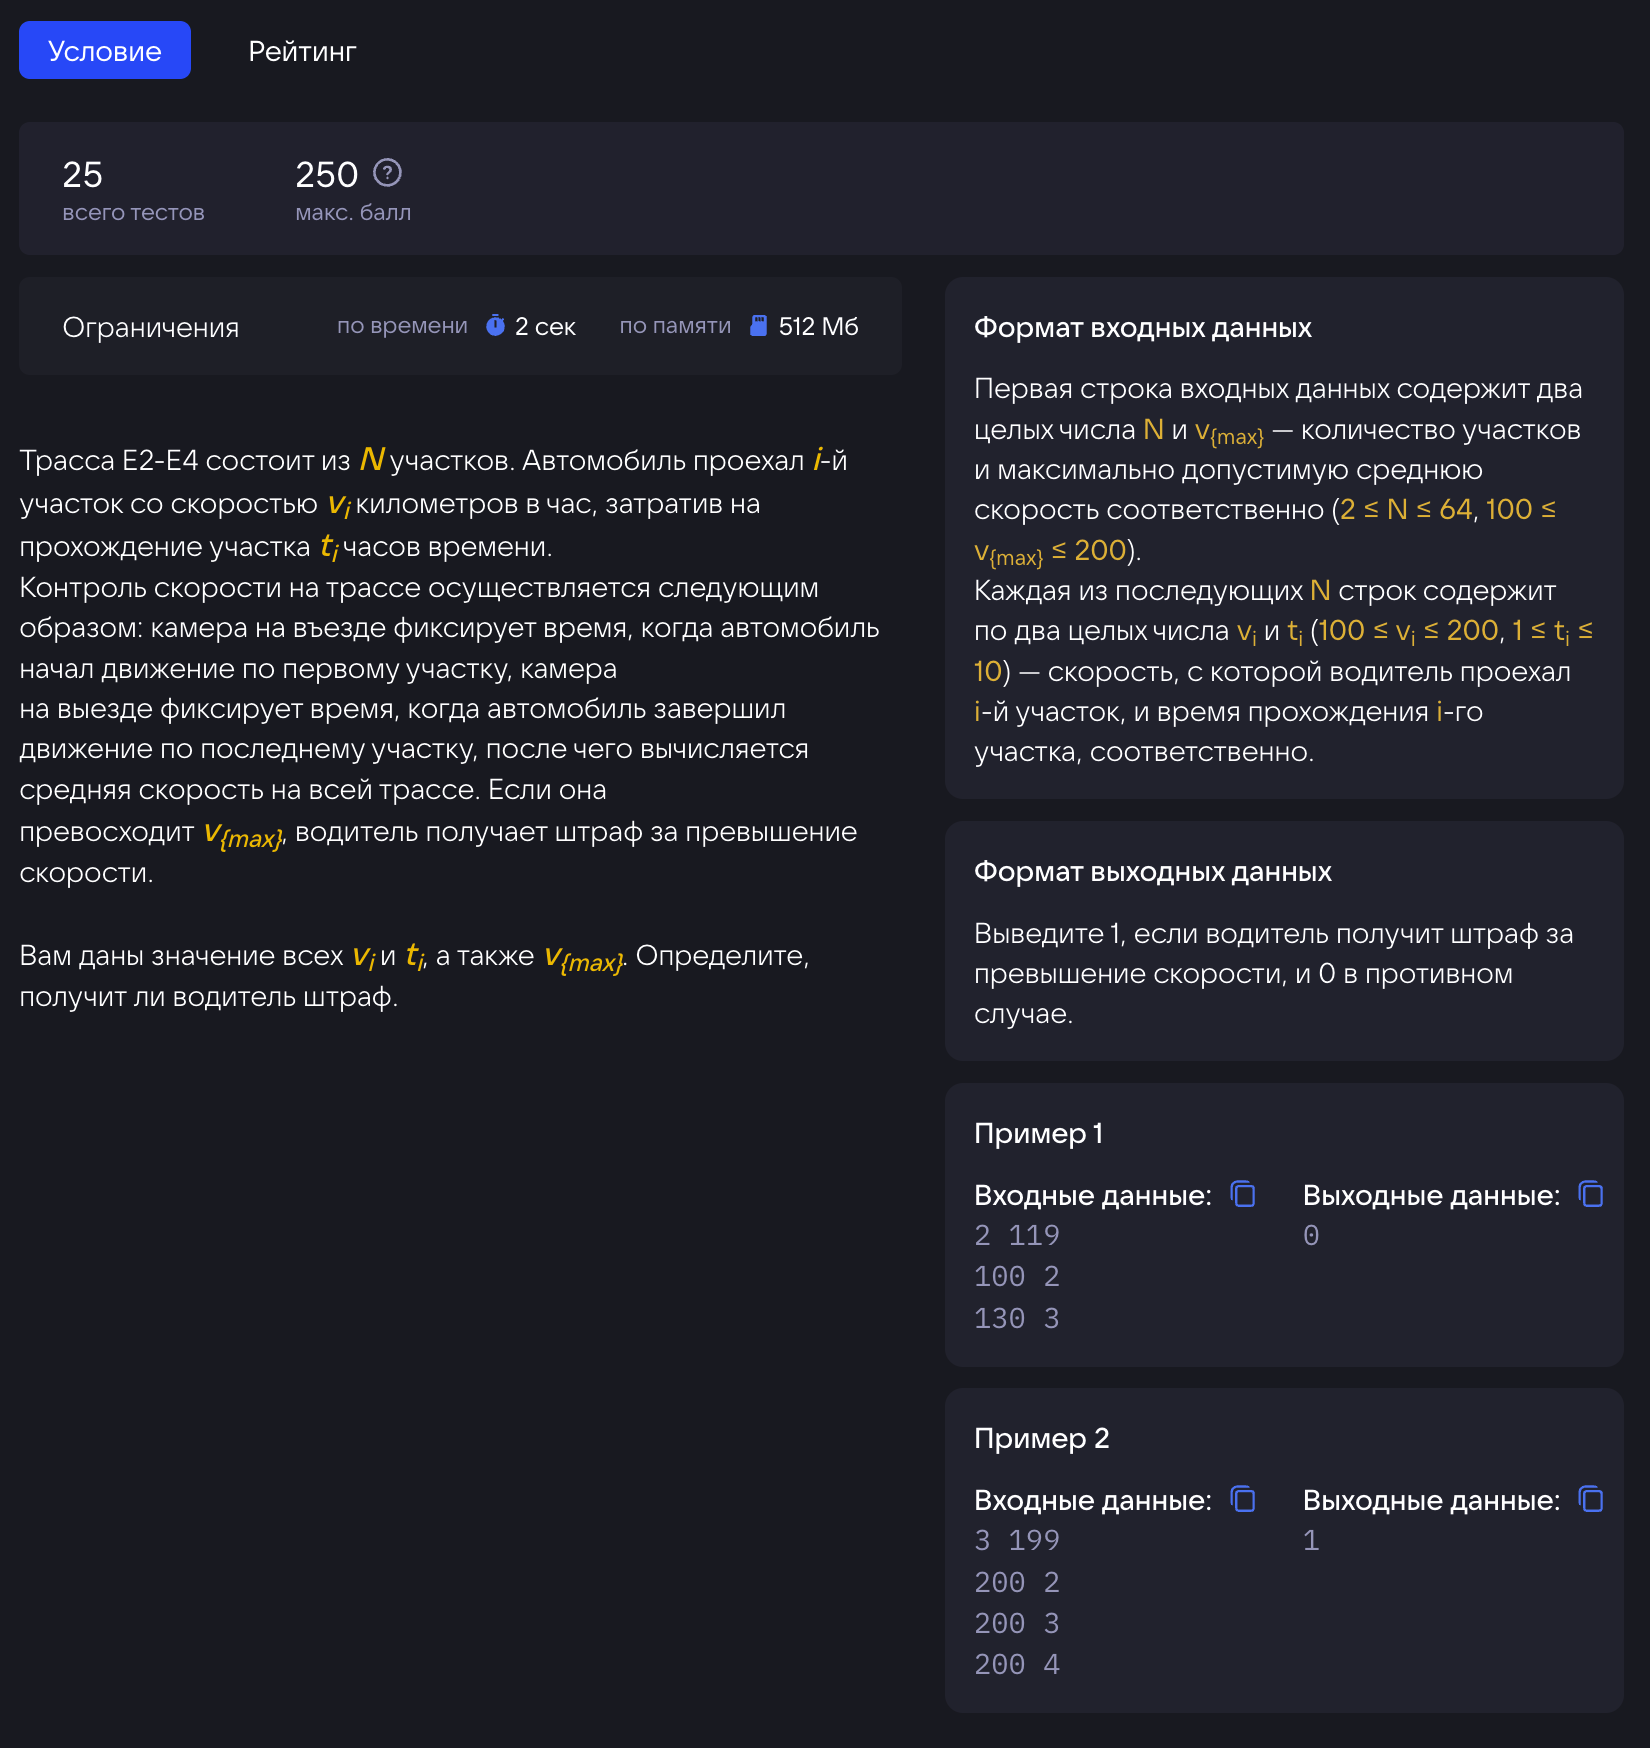 Условие
Рейтинг
25
250
всего тестов
макс. балл
Ограничения
по времени
2 сек
по памяти
512 Мб
Трасса E2-E4 состоит из N участков. Автомобиль проехал i-й
участок со скоростью v_i километров в час, затратив на
прохождение участка t_i часов времени.
Контроль скорости на трассе осуществляется следующим
образом: камера на въезде фиксирует время, когда автомобиль
начал движение по первому участку, камера
на выезде фиксирует время, когда автомобиль завершил
движение по последнему участку, после чего вычисляется
средняя скорость на всей трассе. Если она
превосходит v_{max}, водитель получает штраф за превышение
скорости.
Вам даны значение всех v_i и t_i, а также v_{max}. Определите,
получит ли водитель штраф.
Формат входных данных
Первая строка входных данных содержит два
целых числа N и v_{max} — количество участков
и максимально допустимую среднюю
скорость соответственно (2 ≤ N ≤ 64, 100 ≤
v_{max} ≤ 200).
Каждая из последующих N строк содержит
по два целых числа v_i и t_i (100 ≤ v_i ≤ 200, 1 ≤ t_i ≤
10) — скорость, с которой водитель проехал
i-й участок, и время прохождения i-го
участка, соответственно.
Формат выходных данных
Выведите 1, если водитель получит штраф за
превышение скорости, и 0 в противном
случае.
Пример 1
Входные данные:
2 119
100 2
130 3
Выходные данные:
0
Пример 2
Входные данные:
3 199
200 2
200 3
200 4
Выходные данные:
1